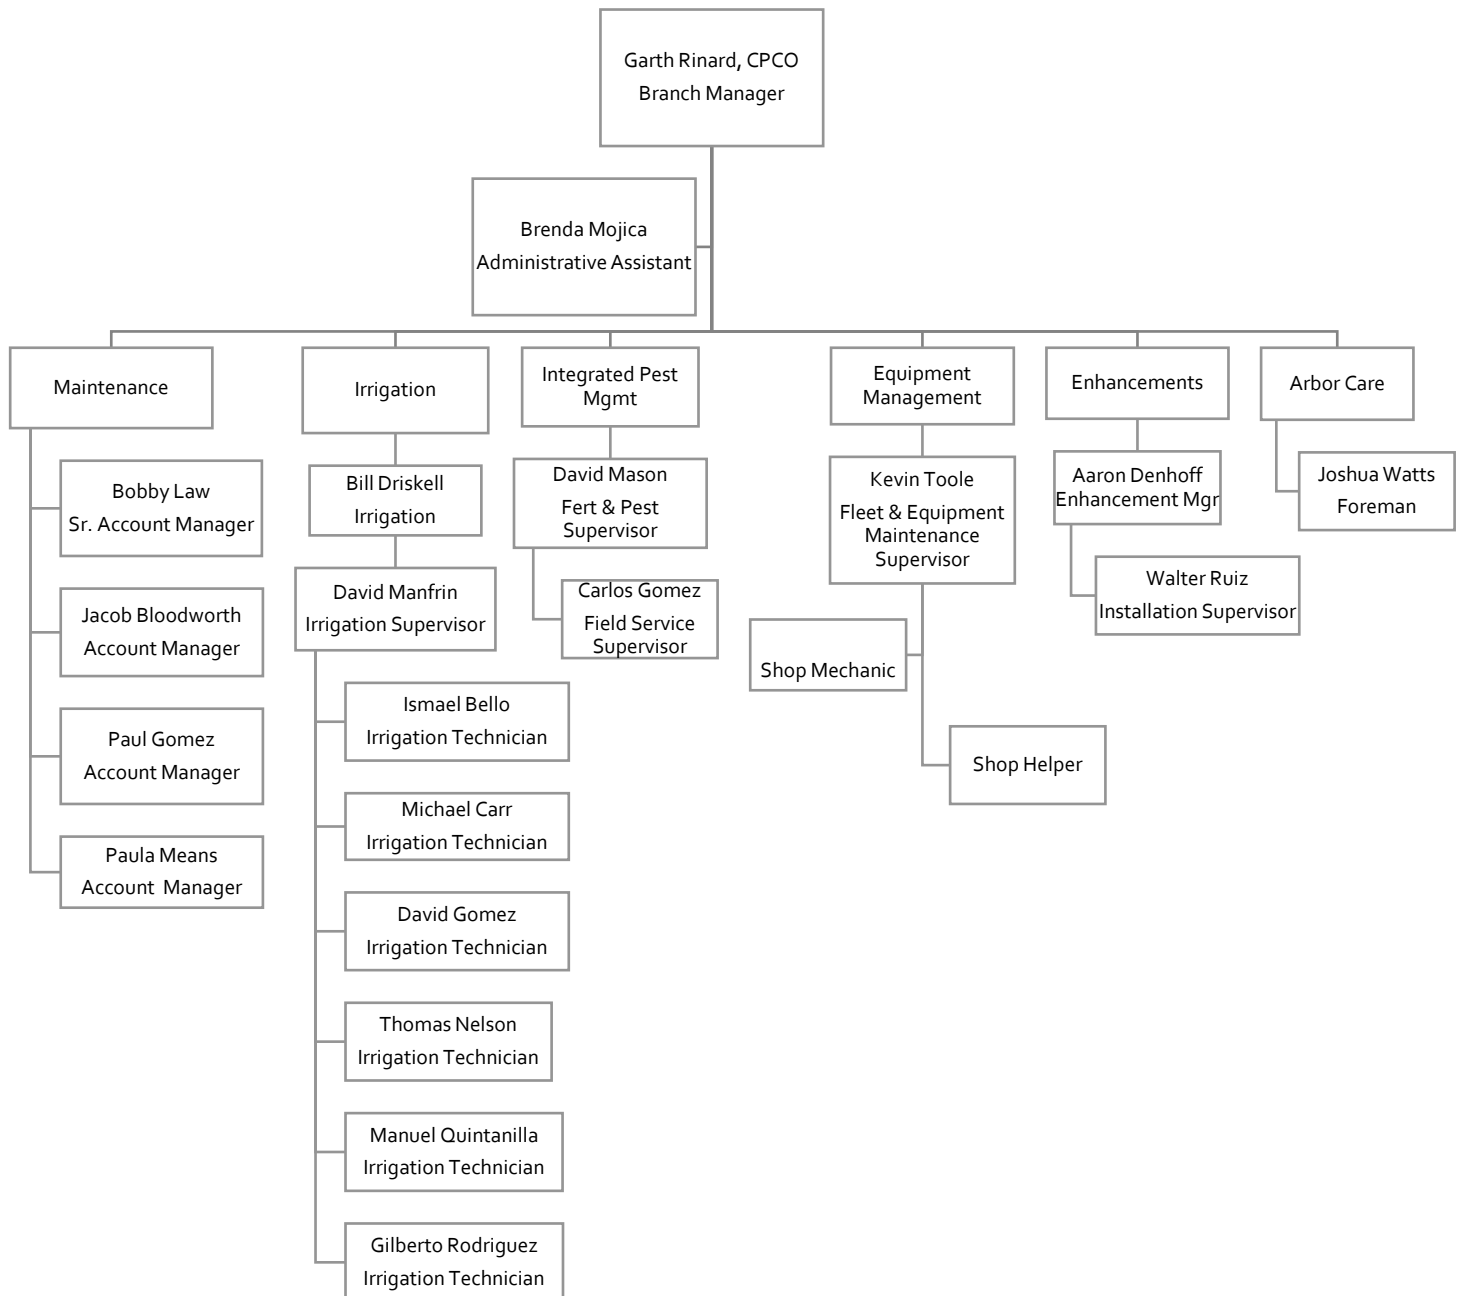 Garth Rinard, CPCO
Branch Manager
Brenda Mojica
Administrative Assistant
Maintenance
Bobby Law
Sr. Account Manager
Jacob Bloodworth
Account Manager
Paul Gomez
Account Manager
Paula Means
Account Manager
Irrigation
Bill Driskell
Irrigation
David Manfrin
Irrigation Supervisor
Ismael Bello
Irrigation Technician
Michael Carr
Irrigation Technician
David Gomez
Irrigation Technician
Thomas Nelson
Irrigation Technician
Manuel Quintanilla
Irrigation Technician
Gilberto Rodriguez
Irrigation Technician
Integrated Pest
Mgmt
David Mason
Fert & Pest
Supervisor
Carlos Gomez
Field Service
Supervisor
Equipment
Management
Kevin Toole
Fleet & Equipment
Maintenance
Supervisor
Shop Mechanic
Shop Helper
Enhancements
Aaron Denhoff
Enhancement Mgr
Walter Ruiz
Installation Supervisor
Arbor Care
Joshua Watts
Foreman